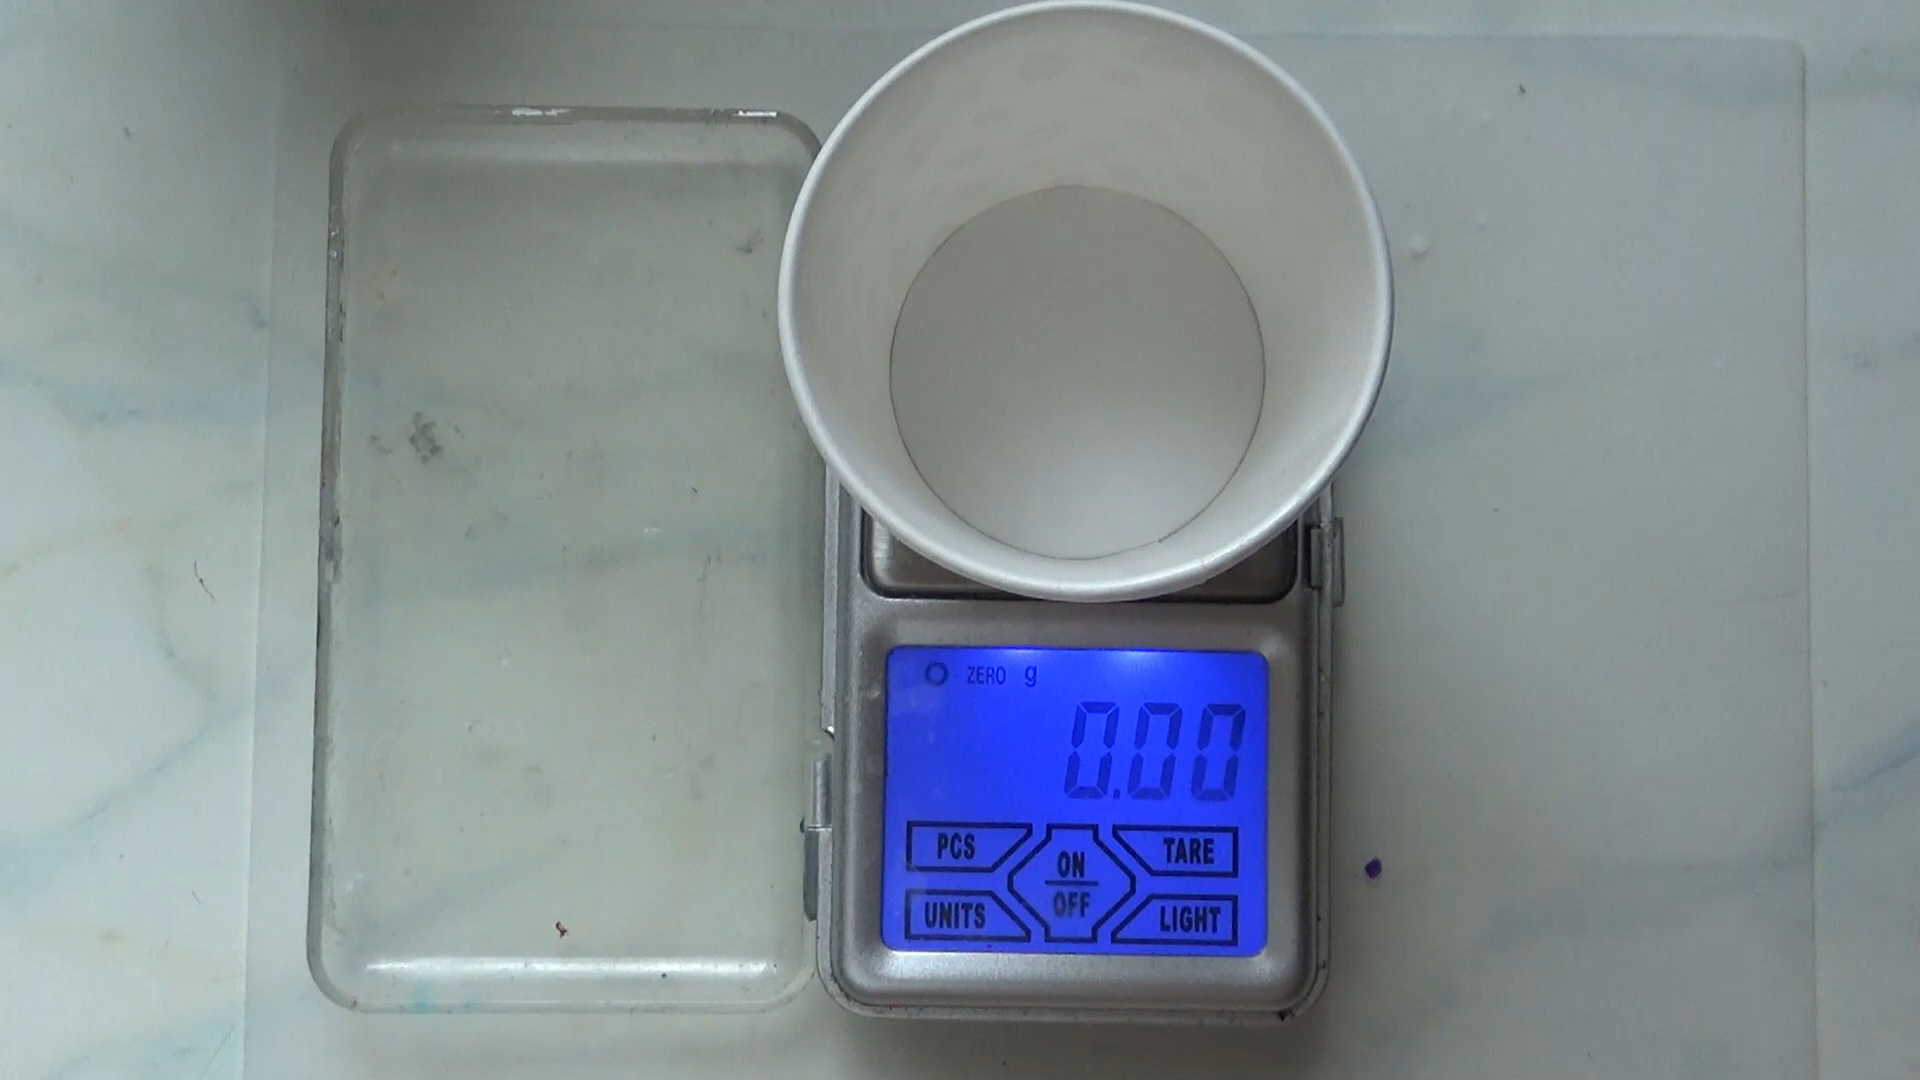 ZERO g
0.00
PCS
ON
OFF
TARE
UNITS
LIGHT